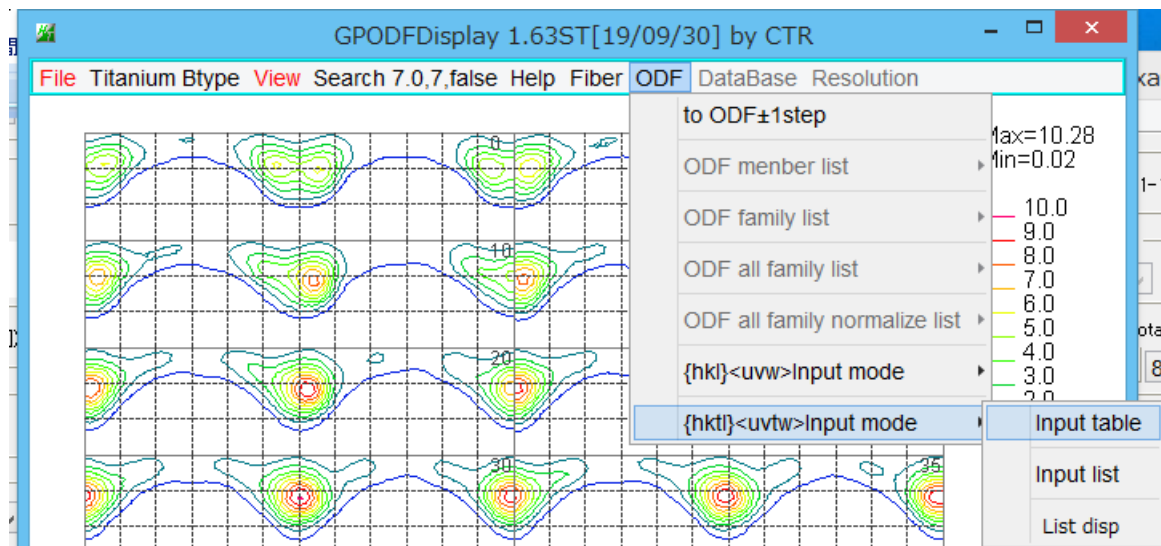 GPODFDisplay 1.63ST[19/09/30] by CTR
File Titanium Btype View Search 7.0,7,false Help Fiber ODF DataBase Resolution
to ODF±1step
ODF menber list
ODF family list
ODF all family list
ODF all family normalize list
{hkl}<uvw>Input mode
{hktl}<uvtw>Input mode
Input table
Input list
List disp
Max=10.28
Min=0.02
10.0
9.0
8.0
7.0
6.0
5.0
4.0
3.0
2.0
0
10
20
30
35
1-
8